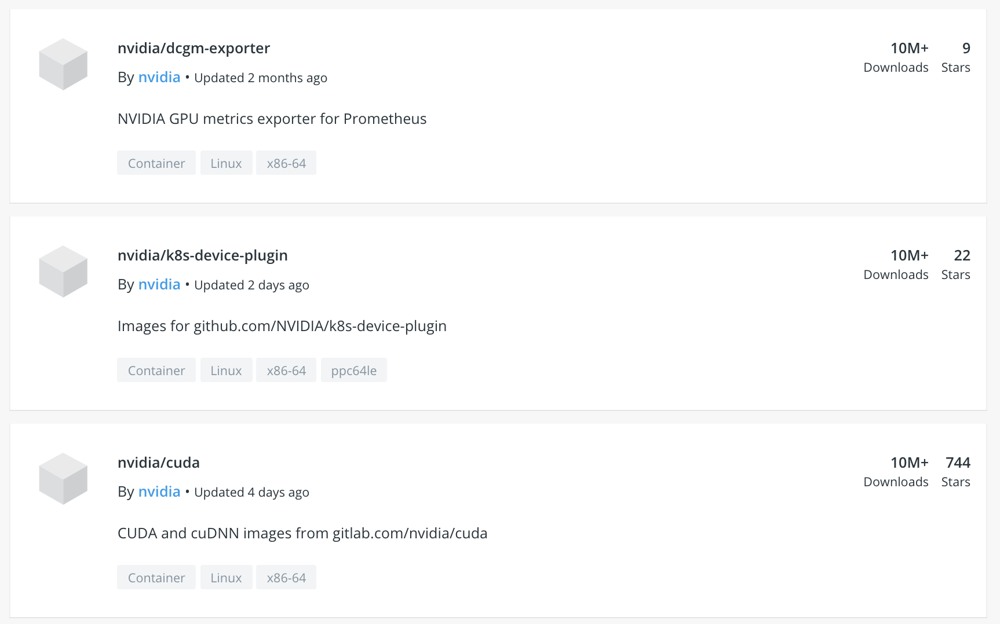 nvidia/dcgm-exporter
10M+ 9
Downloads Stars
By nvidia • Updated 2 months ago
NVIDIA GPU metrics exporter for Prometheus
Container Linux x86-64
nvidia/k8s-device-plugin
10M+ 22
Downloads Stars
By nvidia • Updated 2 days ago
Images for github.com/NVIDIA/k8s-device-plugin
Container Linux x86-64 ppc64le
nvidia/cuda
10M+ 744
Downloads Stars
By nvidia • Updated 4 days ago
CUDA and cuDNN images from gitlab.com/nvidia/cuda
Container Linux x86-64